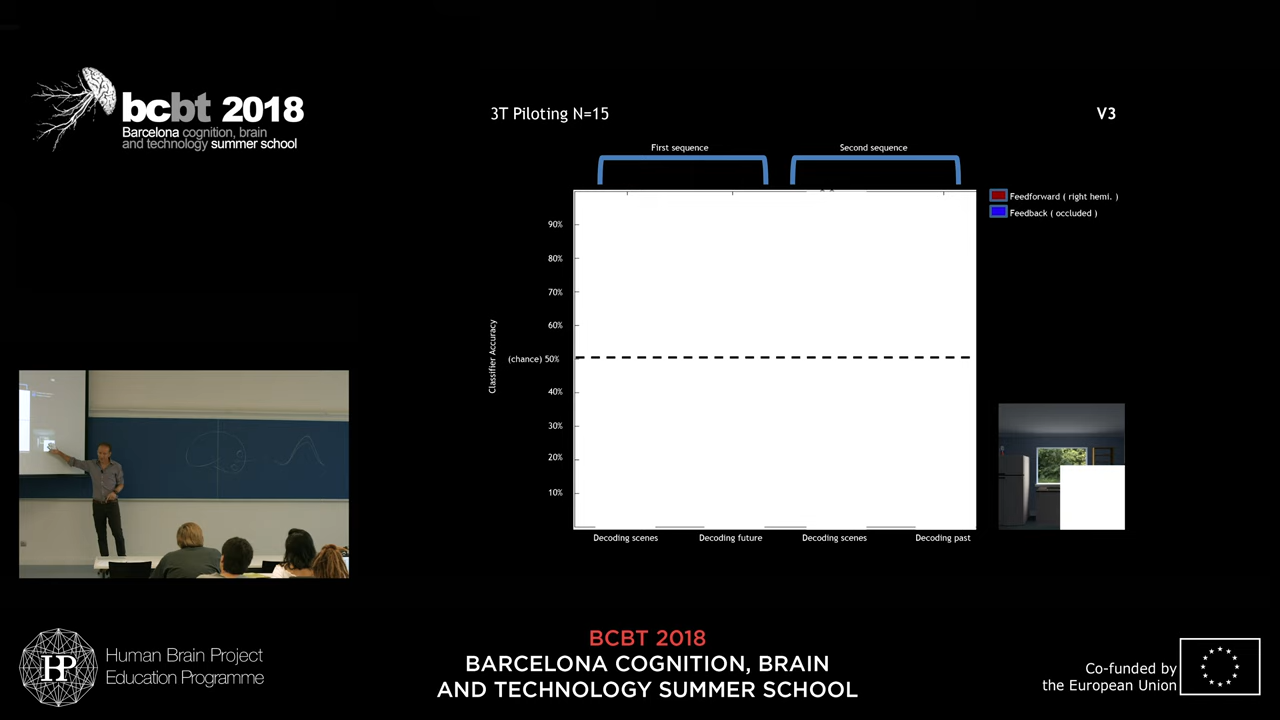 bcbt 2018
Barcelona cognition, brain
and technology summer school
3T Piloting N=15
V3
First sequence
Second sequence
Feedforward ( right hemi. )
Feedback ( occluded )
90%
80%
70%
60%
(chance) 50%
40%
30%
20%
10%
Classifier Accuracy
Decoding scenes
Decoding future
Decoding scenes
Decoding past
HP
Human Brain Project
Education Programme
BCBT 2018
BARCELONA COGNITION, BRAIN
AND TECHNOLOGY SUMMER SCHOOL
Co-funded by
the European Union